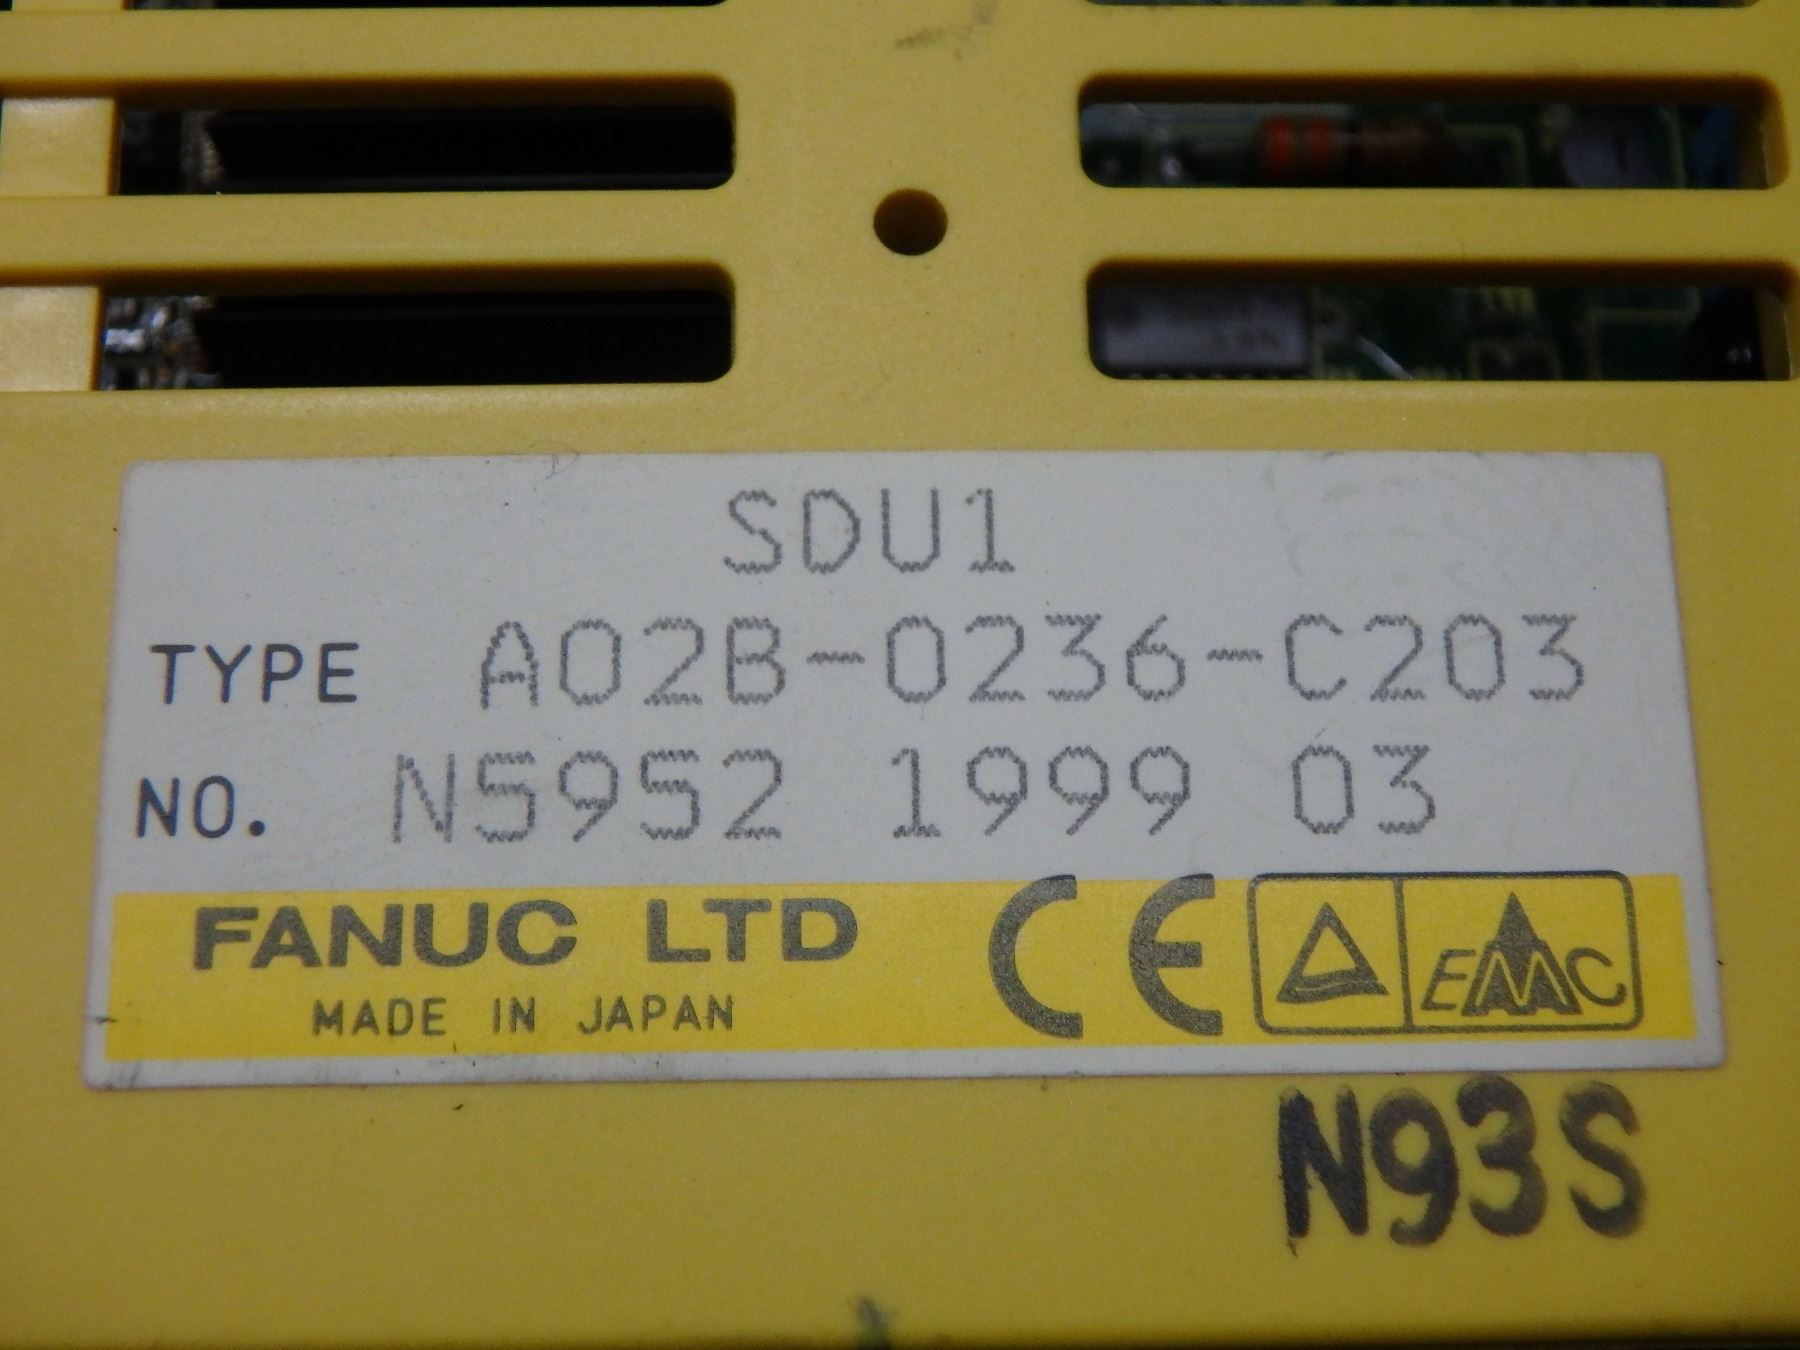 SDU1
TYPE A02B-0236-C203
NO. N5952 1999 03
FANUC LTD CE EMC
MADE IN JAPAN
N93S